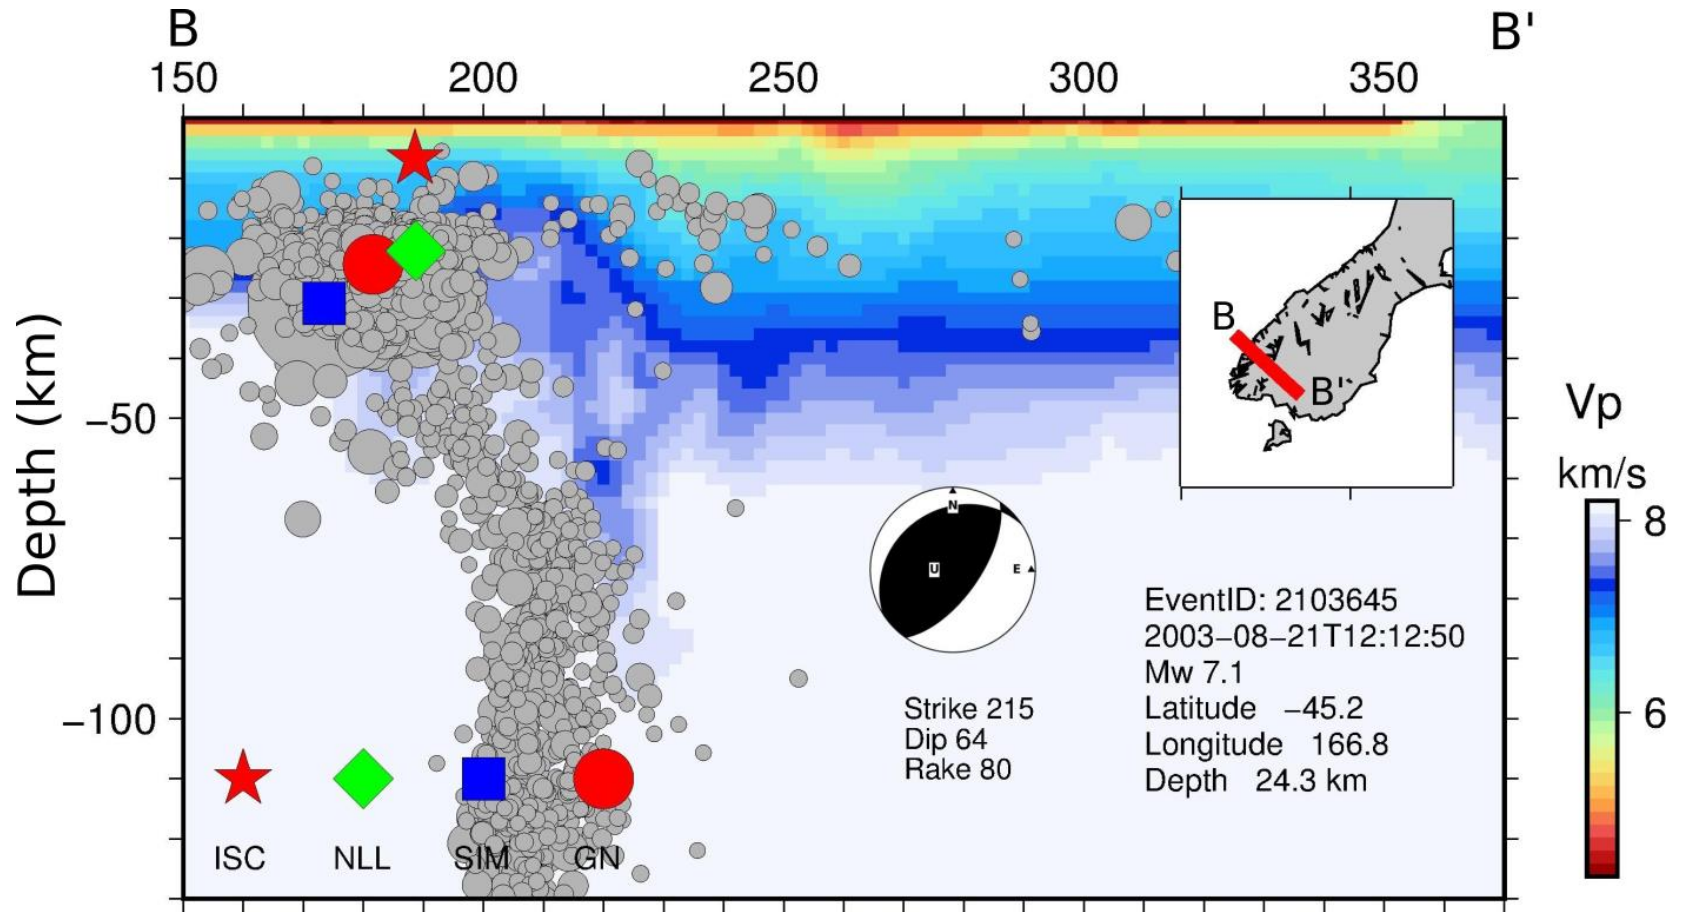 B
B'
150 200 250 300 350
Depth (km)
−50
−100
B
B'
Vp
km/s
8
6
N
U
E
EventID: 2103645
2003−08−21T12:12:50
Mw 7.1
Latitude −45.2
Longitude 166.8
Depth 24.3 km
Strike 215
Dip 64
Rake 80
ISC NLL SIM GN